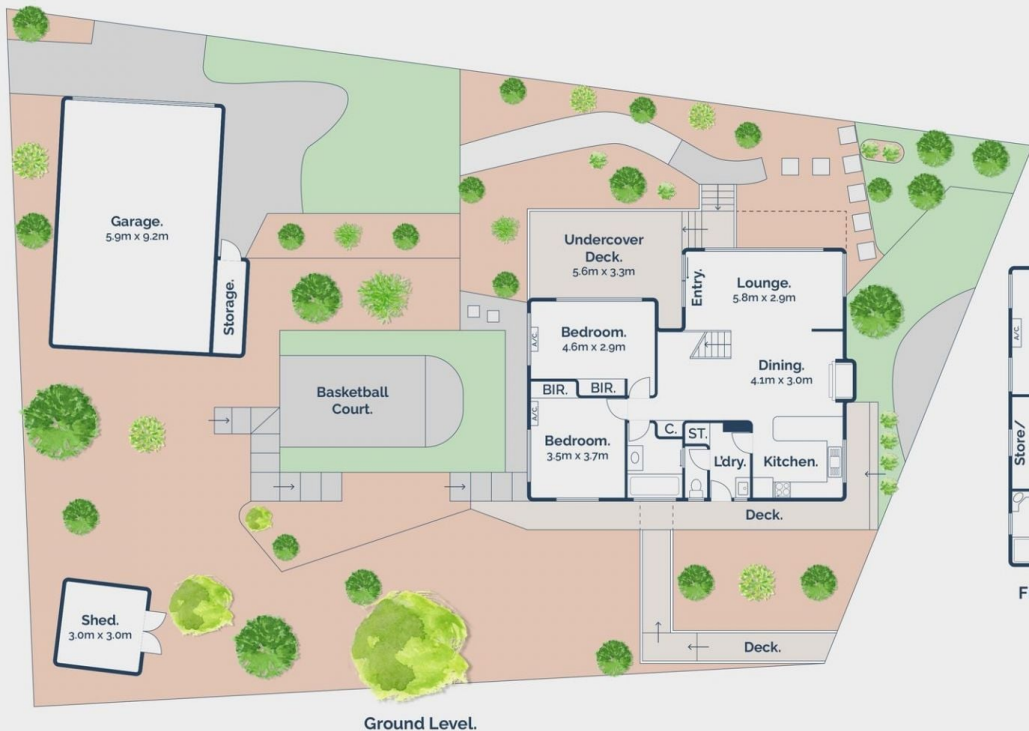 Garage.
5.9m x 9.2m
Storage.
Undercover
Deck.
5.6m x 3.3m
Entry.
Lounge.
5.8m x 2.9m
A/C.
Bedroom.
4.6m x 2.9m
Dining.
4.1m x 3.0m
BIR.
BIR.
Basketball
Court.
A/C.
Bedroom.
3.5m x 3.7m
C.
ST.
L'dry.
Kitchen.
Deck.
Shed.
3.0m x 3.0m
Deck.
Ground Level.
A/C.
Store/
F